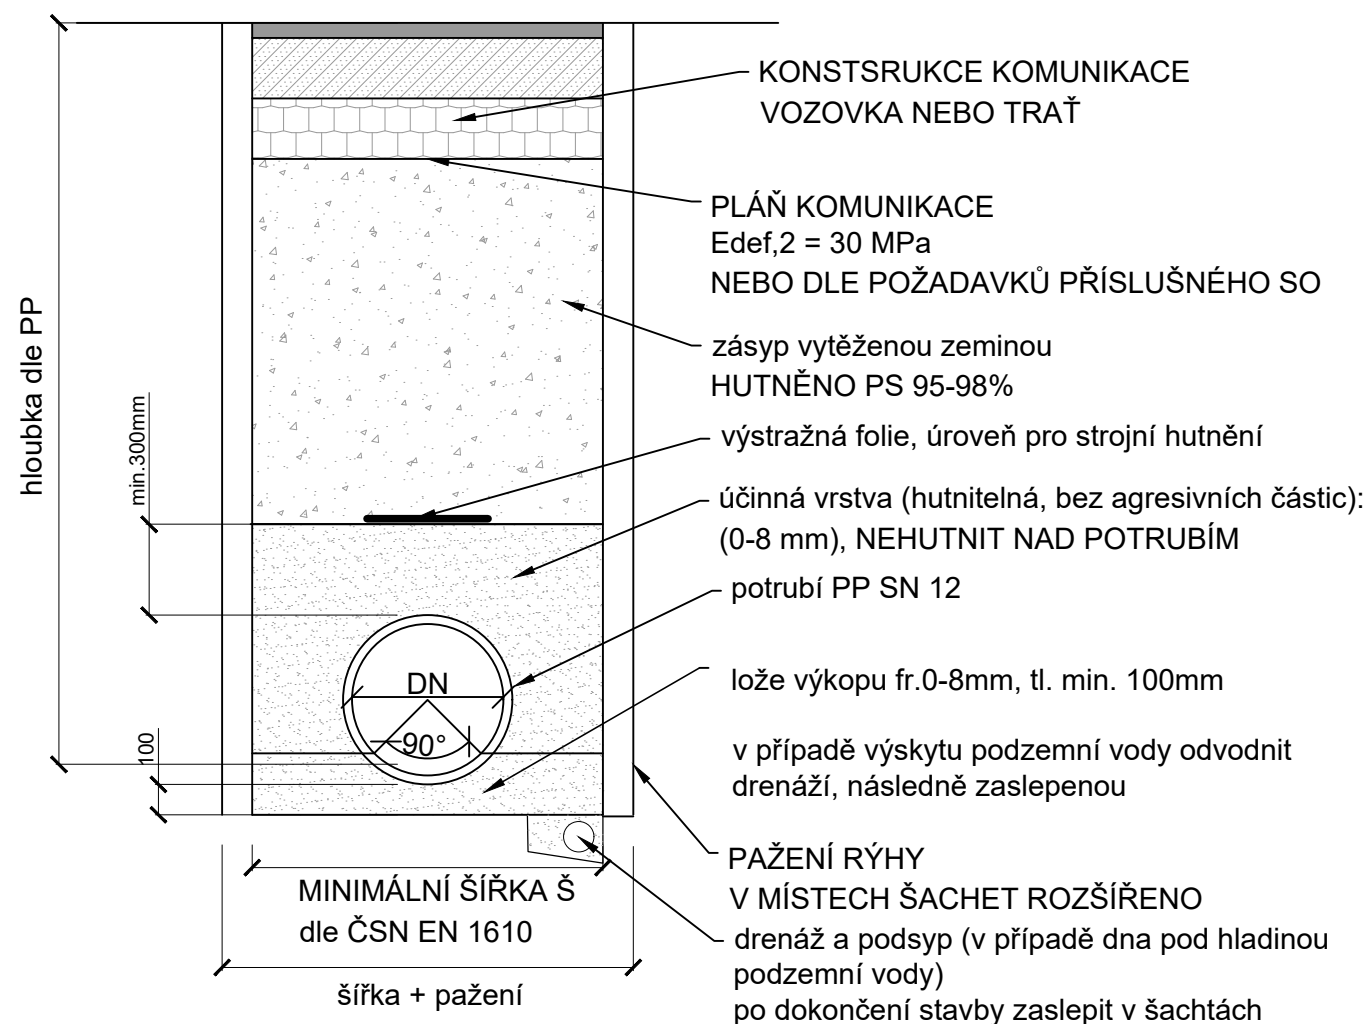 KONSTSRUKCE KOMUNIKACE
VOZOVKA NEBO TRAŤ
PLÁŇ KOMUNIKACE
Edef,2 = 30 MPa
NEBO DLE POŽADAVKŮ PŘÍSLUŠNÉHO SO
zásyp vytěženou zeminou
HUTNĚNO PS 95-98%
výstražná folie, úroveň pro strojní hutnění
účinná vrstva (hutnitelná, bez agresivních částic):
(0-8 mm), NEHUTNIT NAD POTRUBÍM
potrubí PP SN 12
lože výkopu fr.0-8mm, tl. min. 100mm
v případě výskytu podzemní vody odvodnit
drenáží, následně zaslepenou
PAŽENÍ RÝHY
V MÍSTECH ŠACHET ROZŠÍŘENO
drenáž a podsyp (v případě dna pod hladinou
podzemní vody)
po dokončení stavby zaslepit v šachtách
hloubka dle PP
min.300mm
100
DN
90°
MINIMÁLNÍ ŠÍŘKA Š
dle ČSN EN 1610
šířka + pažení